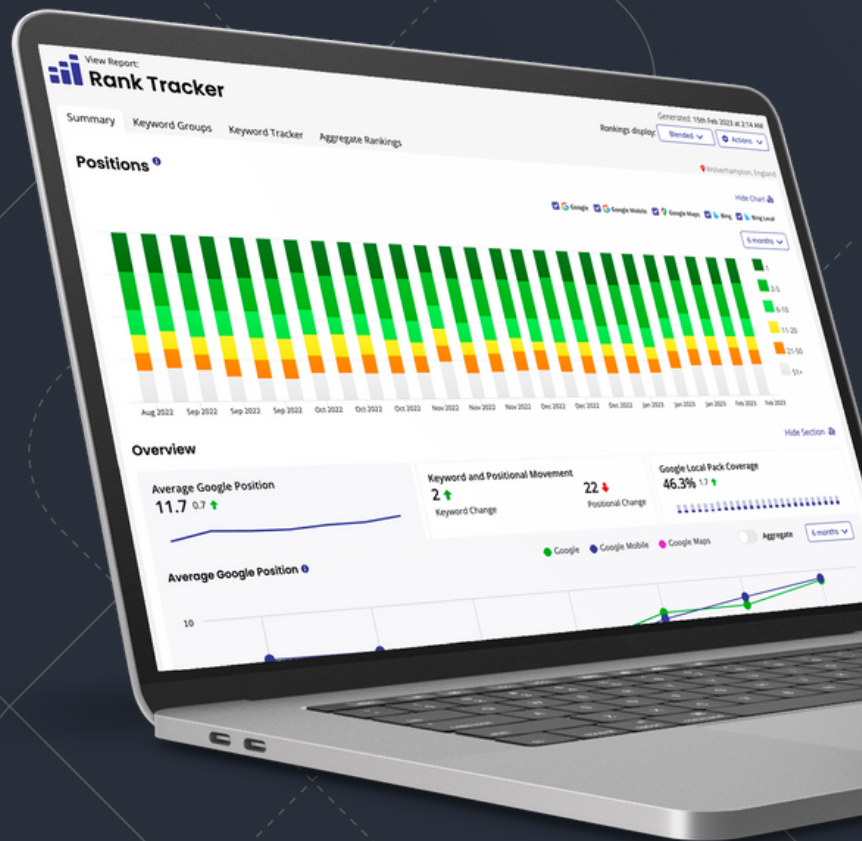 View Report:
Rank Tracker
Generated: 15th Feb 2023 at 2:14 AM
Rankings display: Blended Actions
Summary Keyword Groups Keyword Tracker Aggregate Rankings
Wolverhampton, England
Positions
Hide Chart
Google Google Mobile Google Maps Bing Bing Local
6 months
1
2-5
6-10
11-20
21-50
51+
Aug 2022 Sep 2022 Sep 2022 Sep 2022 Oct 2022 Oct 2022 Oct 2022 Nov 2022 Nov 2022 Nov 2022 Dec 2022 Dec 2022 Dec 2022 Jan 2023 Jan 2023 Jan 2023 Feb 2023 Feb 2023
Hide Section
Overview
Average Google Position
11.7 0.7
Keyword and Positional Movement
2
Keyword Change
22
Positional Change
Google Local Pack Coverage
46.3% 1.7
Google Google Mobile Google Maps Aggregate 6 months
Average Google Position
10